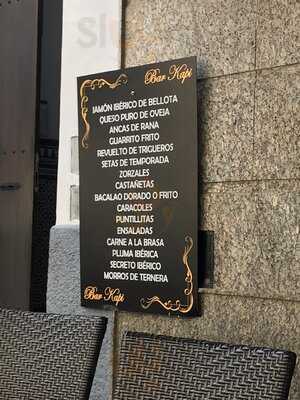 Bar Kapi
JAMÓN IBÉRICO DE BELLOTA
QUESO PURO DE OVEJA
ANCAS DE RANA
GUARRITO FRITO
REVUELTO DE TRIGUEROS
SETAS DE TEMPORADA
ZORZALES
CASTAÑETAS
BACALAO DORADO O FRITO
CARACOLES
PUNTILLITAS
ENSALADAS
CARNE A LA BRASA
PLUMA IBÉRICA
SECRETO IBÉRICO
MORROS DE TERNERA
Bar Kapi